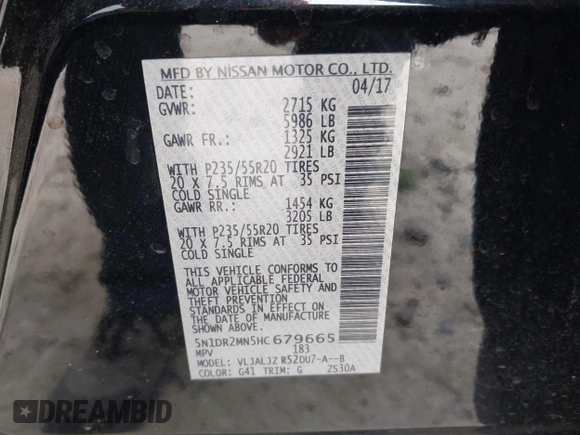 MFD BY NISSAN MOTOR CO., LTD.
DATE: 04/17
GVWR: 2715 KG
5986 LB
GAWR FR.: 1325 KG
2921 LB
WITH P235/55R20 TIRES
20 X 7.5 RIMS AT 35 PSI
COLD SINGLE
GAWR RR.: 1454 KG
3205 LB
WITH P235/55R20 TIRES
20 X 7.5 RIMS AT 35 PSI
COLD SINGLE
THIS VEHICLE CONFORMS TO
ALL APPLICABLE FEDERAL
MOTOR VEHICLE SAFETY AND
THEFT PREVENTION
STANDARDS IN EFFECT ON
THE DATE OF MANUFACTURE
SHOWN ABOVE.
5N1DR2MN5HC 679665
MPV 183
MODEL: VLJALJZ R52DU7-A--B
COLOR: G41 TRIM: G ZS30A
DREAMBID